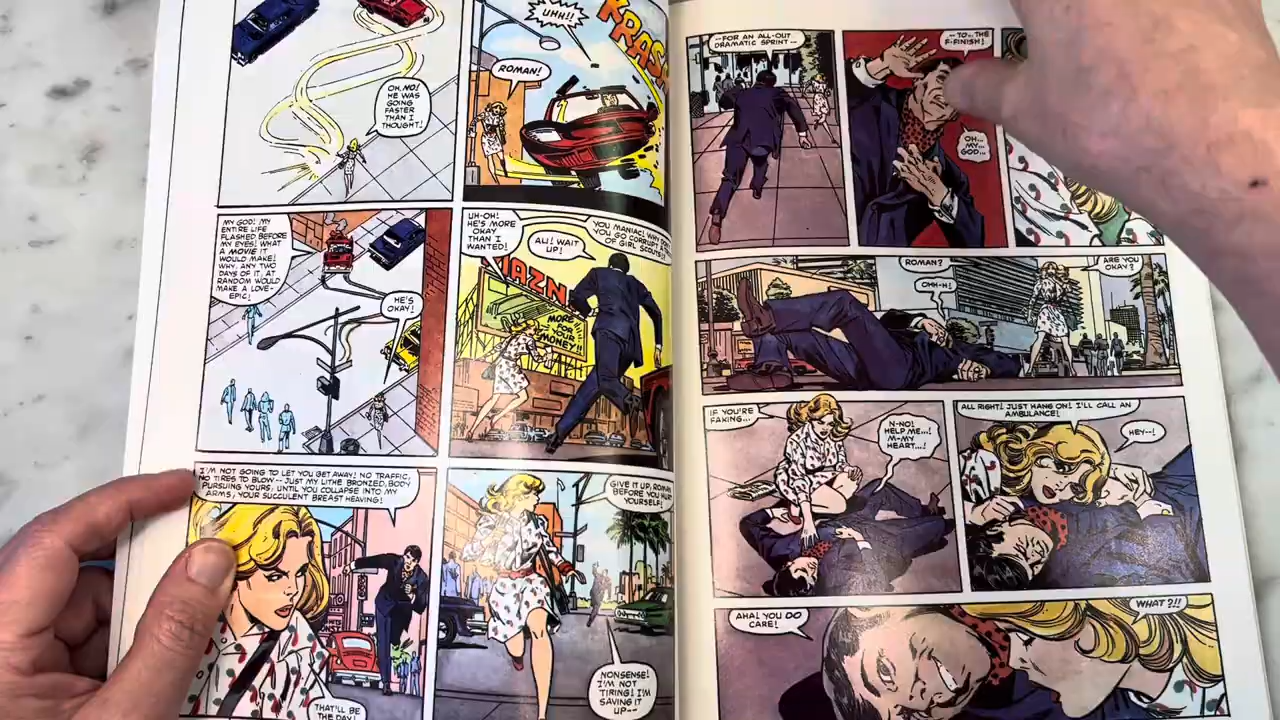 OH, NO!
HE WAS
GOING
FASTER
THAN I
THOUGHT!
UHH!!
KRASH
ROMAN!
MY GOD! MY
ENTIRE LIFE
FLASHED BEFORE
MY EYES! WHAT
A MOVIE IT
WOULD MAKE!
WHY, ANY TWO
DAYS OF IT, AT
RANDOM WOULD
MAKE A LOVE-
EPIC!
HE'S
OKAY!
UH-OH!
HE'S MORE
OKAY
THAN I
WANTED!
ALI! WAIT
UP!
YOU MANIAC! WHY DON'T
YOU GO CORRUPT
OF GIRL SCOUTS!!
MORE
FOR
YOUR
MONEY
I'M NOT GOING TO LET YOU GET AWAY! NO TRAFFIC,
NO TIRES TO BLOW-- JUST MY LITHE BRONZED, BODY
PURSUING YOURS, UNTIL YOU COLLAPSE INTO MY
ARMS, YOUR SUCCULENT BREAST HEAVING!
THAT'LL BE
THE DAY!
GIVE IT UP, ROMAN,
BEFORE YOU HURT
YOURSELF!
NONSENSE!
I'M NOT
TIRING! I'M
SAVING IT
UP--
--FOR AN ALL-OUT
DRAMATIC SPRINT--
--TO.. THE
F-FINISH!
OH...
MY...
GOD...
ROMAN?
OHH-H!
ARE YOU
OKAY?
IF YOU'RE
FAKING...
N-NO!
HELP ME...!
M-MY
HEART...!
ALL RIGHT! JUST HANG ON! I'LL CALL AN
AMBULANCE!
HEY--!
AHA! YOU DO
CARE!
WHAT?!!